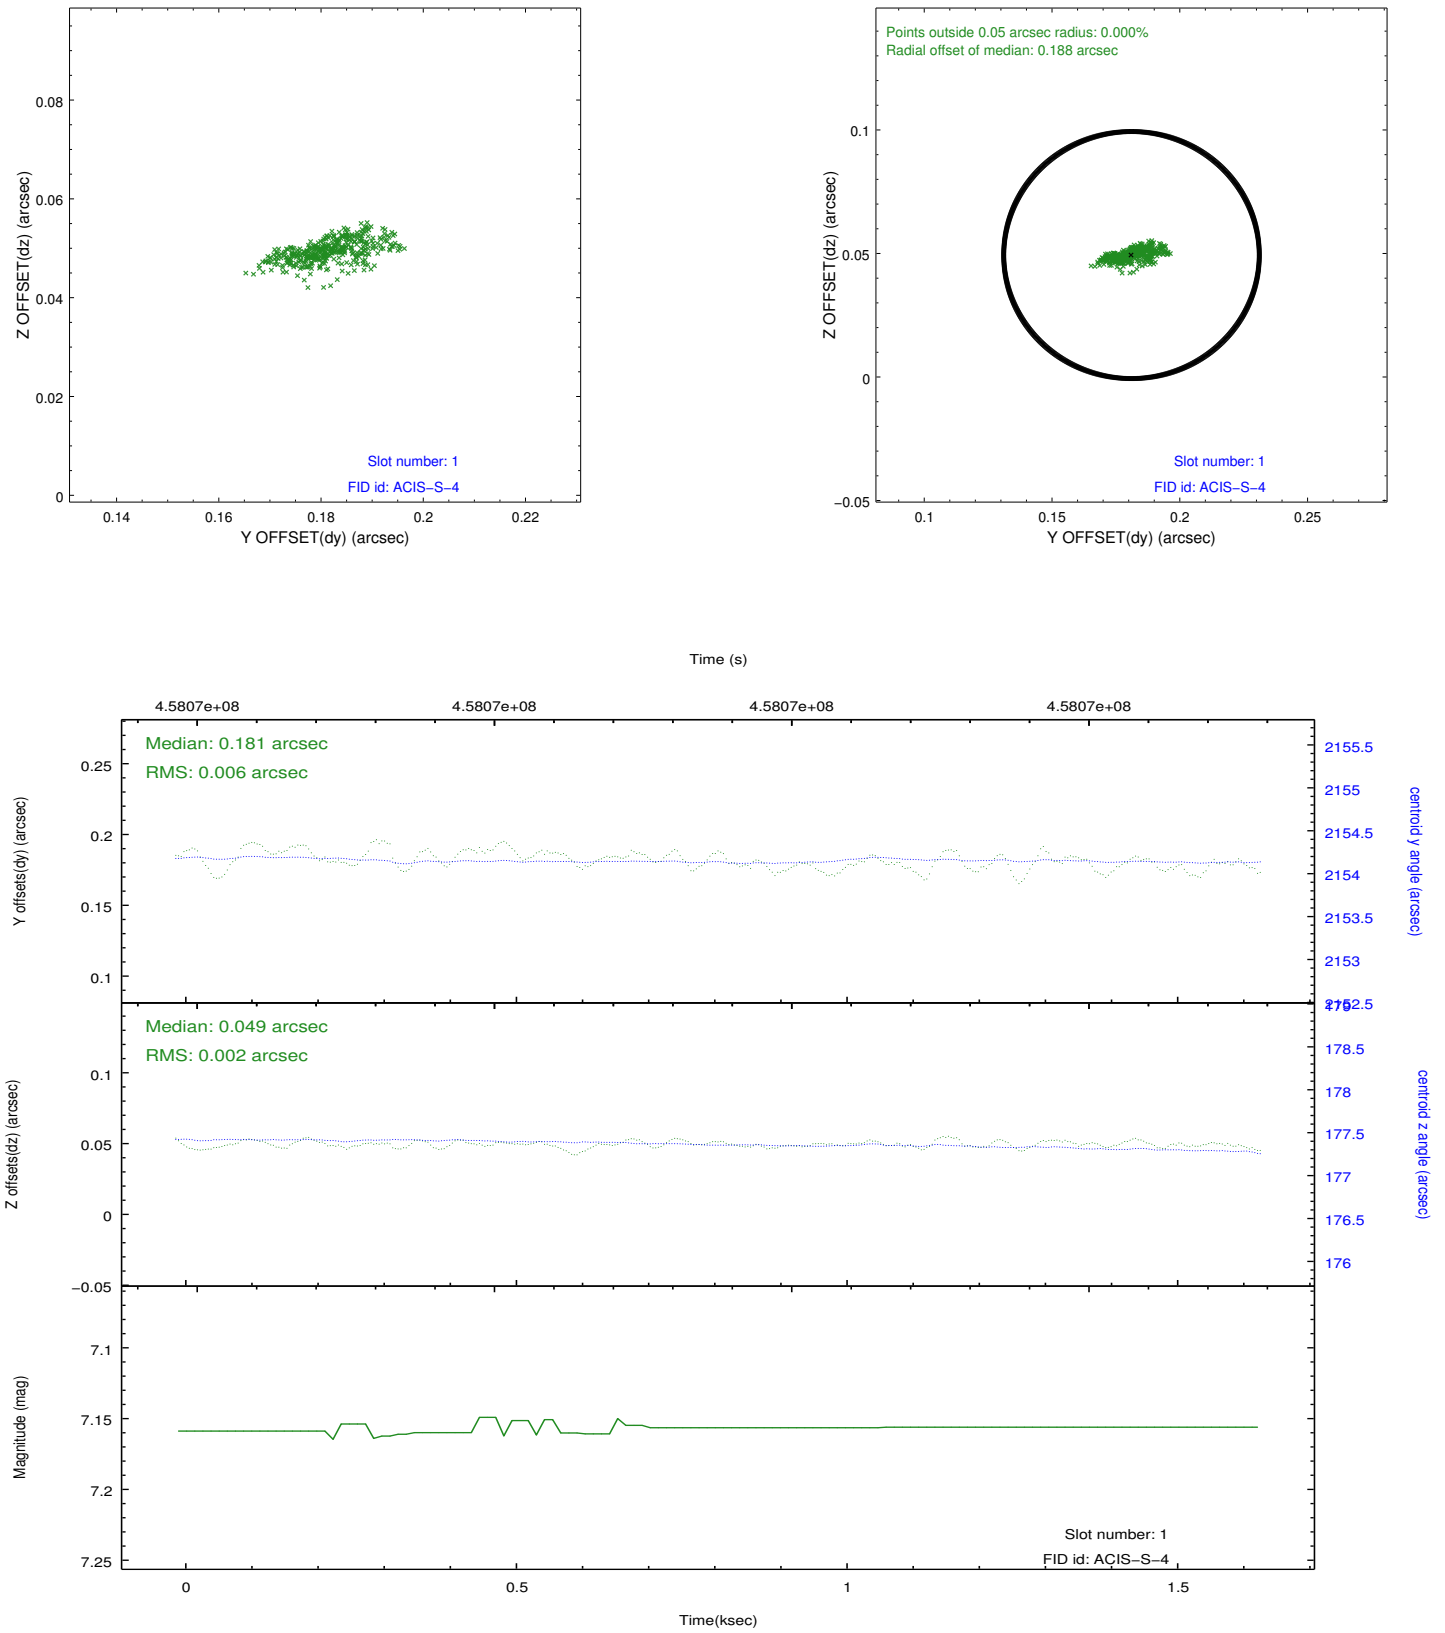 0.08
0.06
0.04
0.02
0
Z OFFSET(dz) (arcsec)
Slot number: 1
FID id: ACIS−S−4
0.14 0.16 0.18 0.2 0.22
Y OFFSET(dy) (arcsec)
Points outside 0.05 arcsec radius: 0.000%
Radial offset of median: 0.188 arcsec
0.1
0.05
0
−0.05
Z OFFSET(dz) (arcsec)
Slot number: 1
FID id: ACIS−S−4
0.1 0.15 0.2 0.25
Y OFFSET(dy) (arcsec)
Time (s)
4.5807e+08 4.5807e+08 4.5807e+08 4.5807e+08
Median: 0.181 arcsec
RMS: 0.006 arcsec
0.25
0.2
0.15
0.1
Y offsets(dy) (arcsec)
2155.5
2155
2154.5
2154
2153.5
2153
2152.5
centroid y angle (arcsec)
Median: 0.049 arcsec
RMS: 0.002 arcsec
0.1
0.05
0
−0.05
Z offsets(dz) (arcsec)
179
178.5
178
177.5
177
176.5
176
centroid z angle (arcsec)
7.1
7.15
7.2
7.25
Magnitude (mag)
Slot number: 1
FID id: ACIS−S−4
0 0.5 1 1.5
Time(ksec)